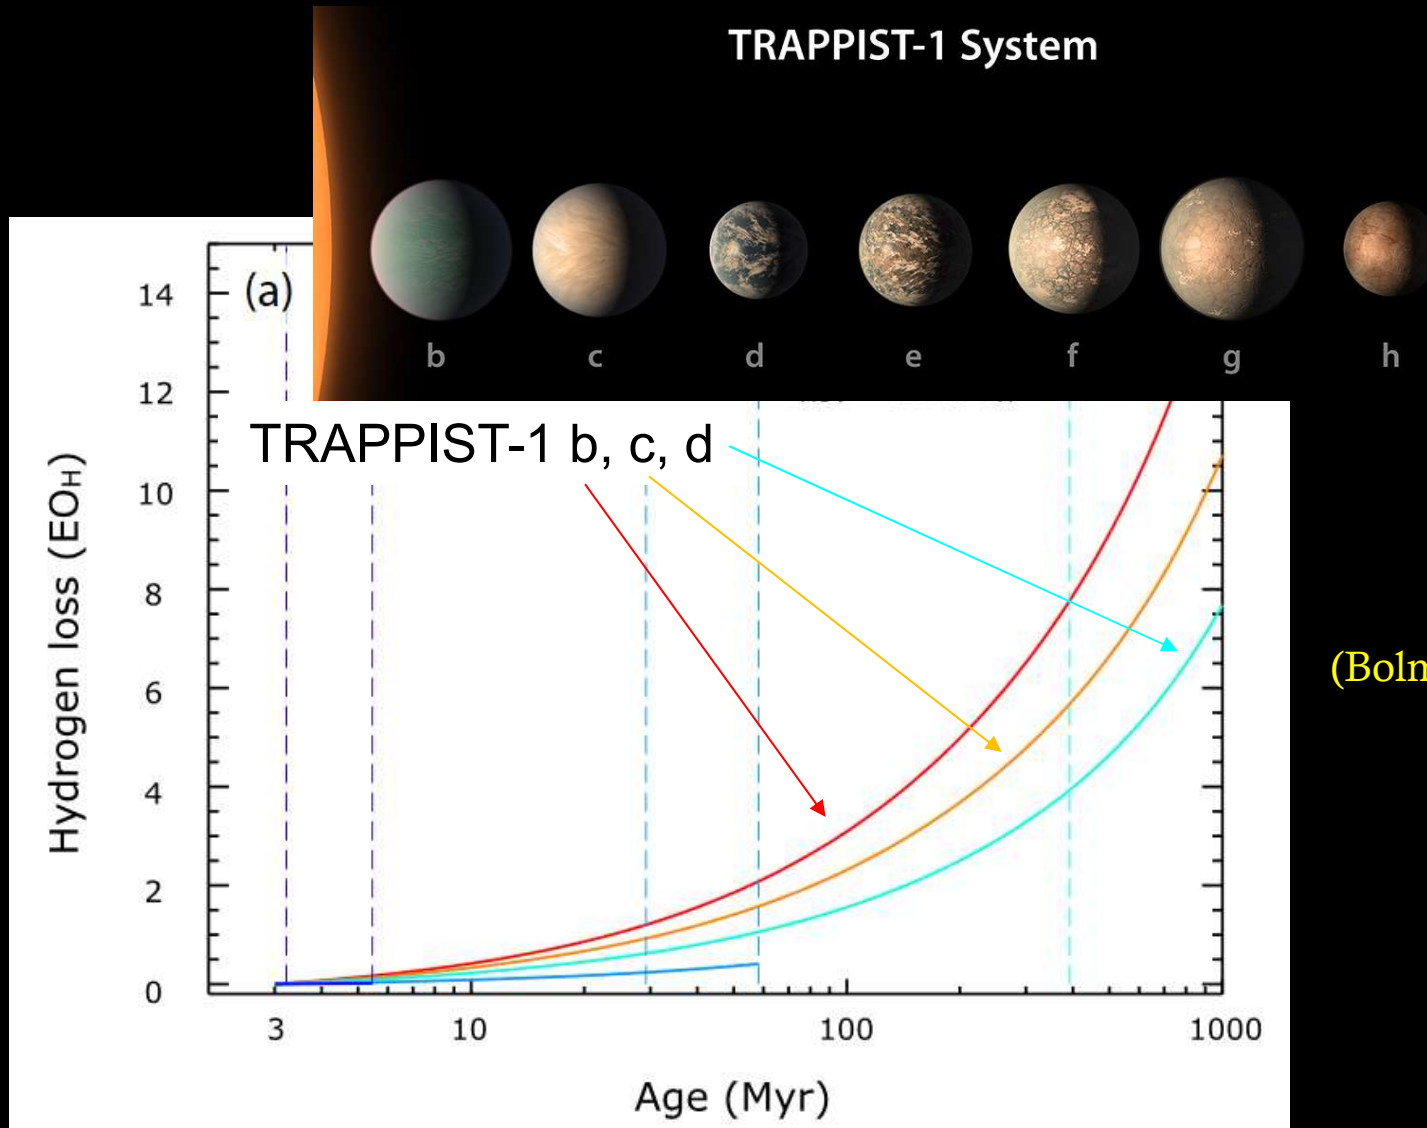 TRAPPIST-1 System
b c d e f g h
(a)
TRAPPIST-1 b, c, d
14
12
10
8
6
4
2
0
Hydrogen loss (EOH)
3 10 100 1000
Age (Myr)